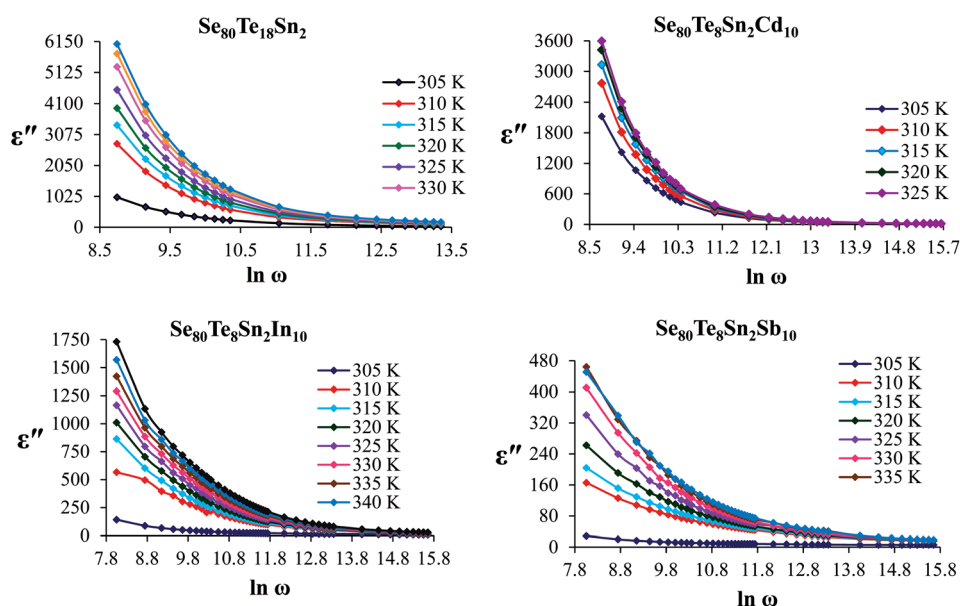 Se80Te18Sn2
6150
5125
4100
3075
2050
1025
0
ε″
8.5 9.5 10.5 11.5 12.5 13.5
ln ω
305 K
310 K
315 K
320 K
325 K
330 K
Se80Te8Sn2Cd10
3600
3000
2400
1800
1200
600
0
ε″
8.5 9.4 10.3 11.2 12.1 13 13.9 14.8 15.7
ln ω
305 K
310 K
315 K
320 K
325 K
Se80Te8Sn2In10
1750
1500
1250
1000
750
500
250
0
ε″
7.8 8.8 9.8 10.8 11.8 12.8 13.8 14.8 15.8
ln ω
305 K
310 K
315 K
320 K
325 K
330 K
335 K
340 K
Se80Te8Sn2Sb10
480
400
320
240
160
80
0
ε″
7.8 8.8 9.8 10.8 11.8 12.8 13.8 14.8 15.8
ln ω
305 K
310 K
315 K
320 K
325 K
330 K
335 K